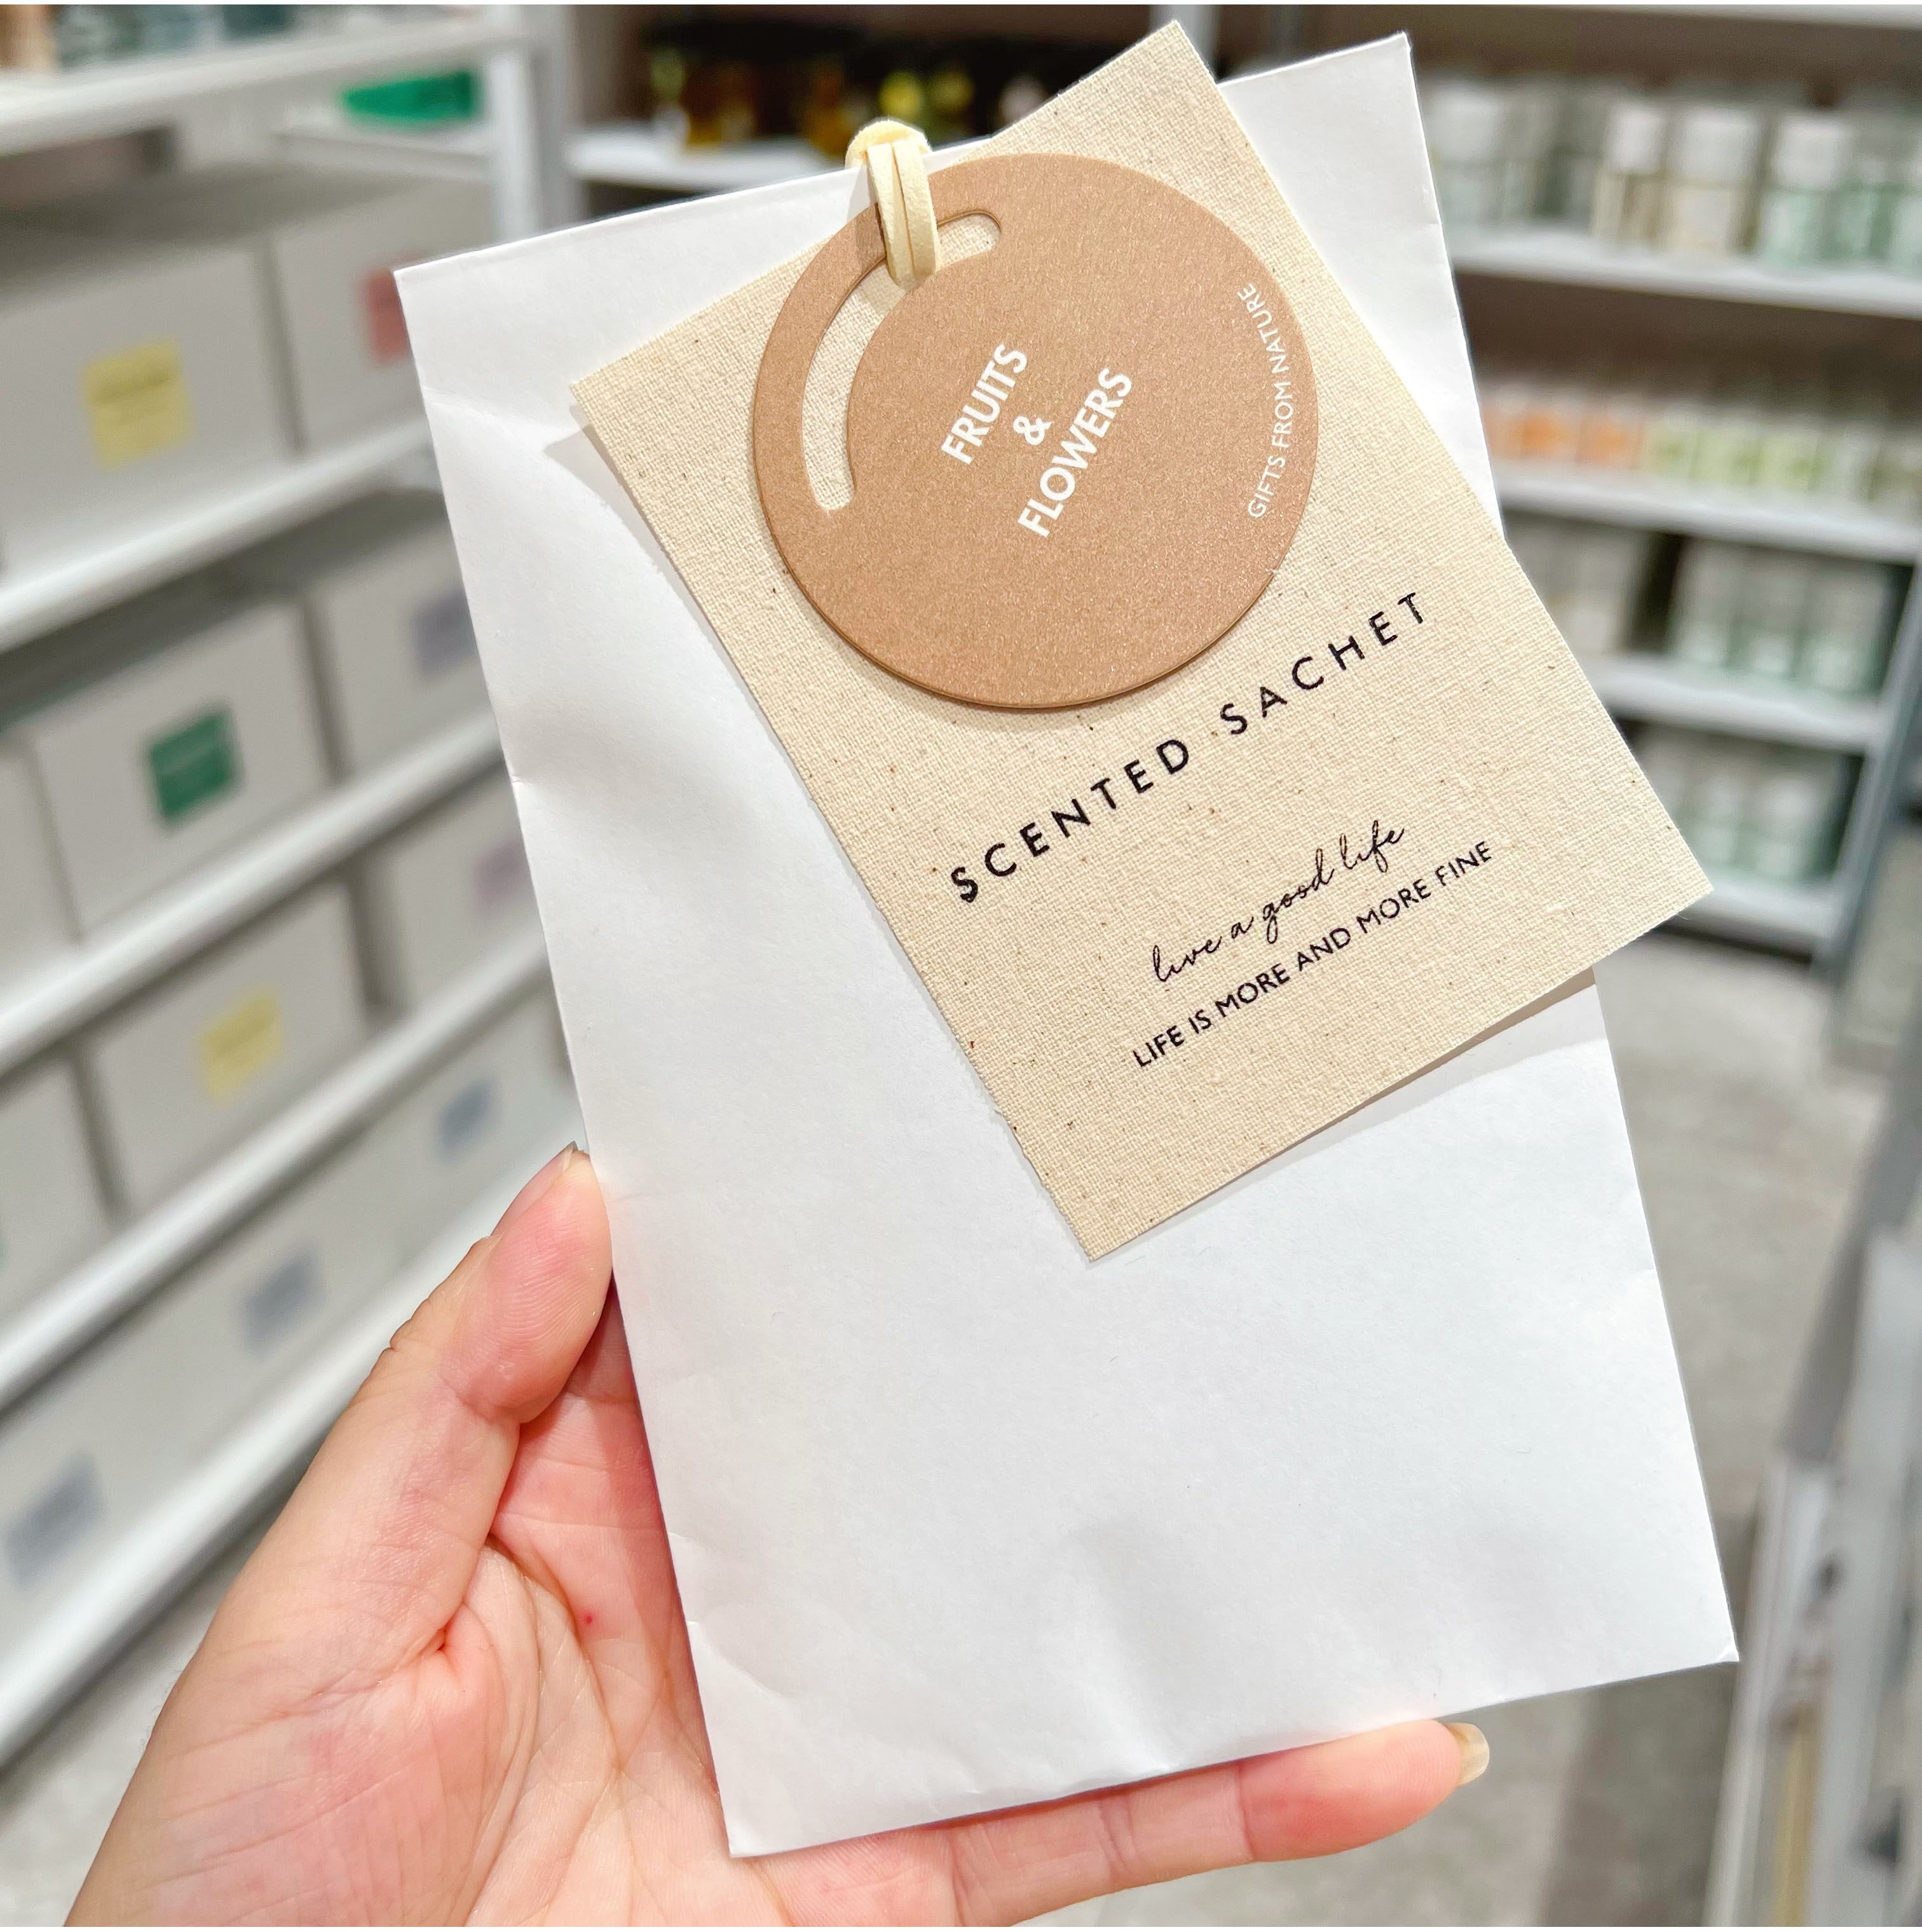 FRUITS
&
FLOWERS
GIFTS FROM NATURE
SCENTED SACHET
live a good life
LIFE IS MORE AND MORE FINE